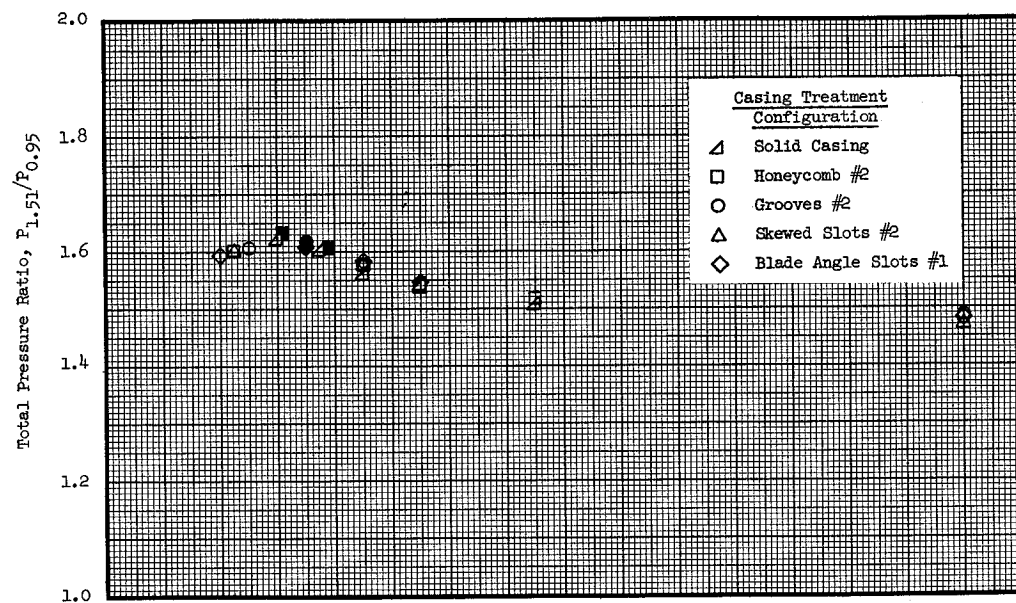 2.0
1.8
1.6
1.4
1.2
1.0
Total Pressure Ratio, P1.51/P0.95
Casing Treatment
Configuration
Solid Casing
Honeycomb #2
Grooves #2
Skewed Slots #2
Blade Angle Slots #1